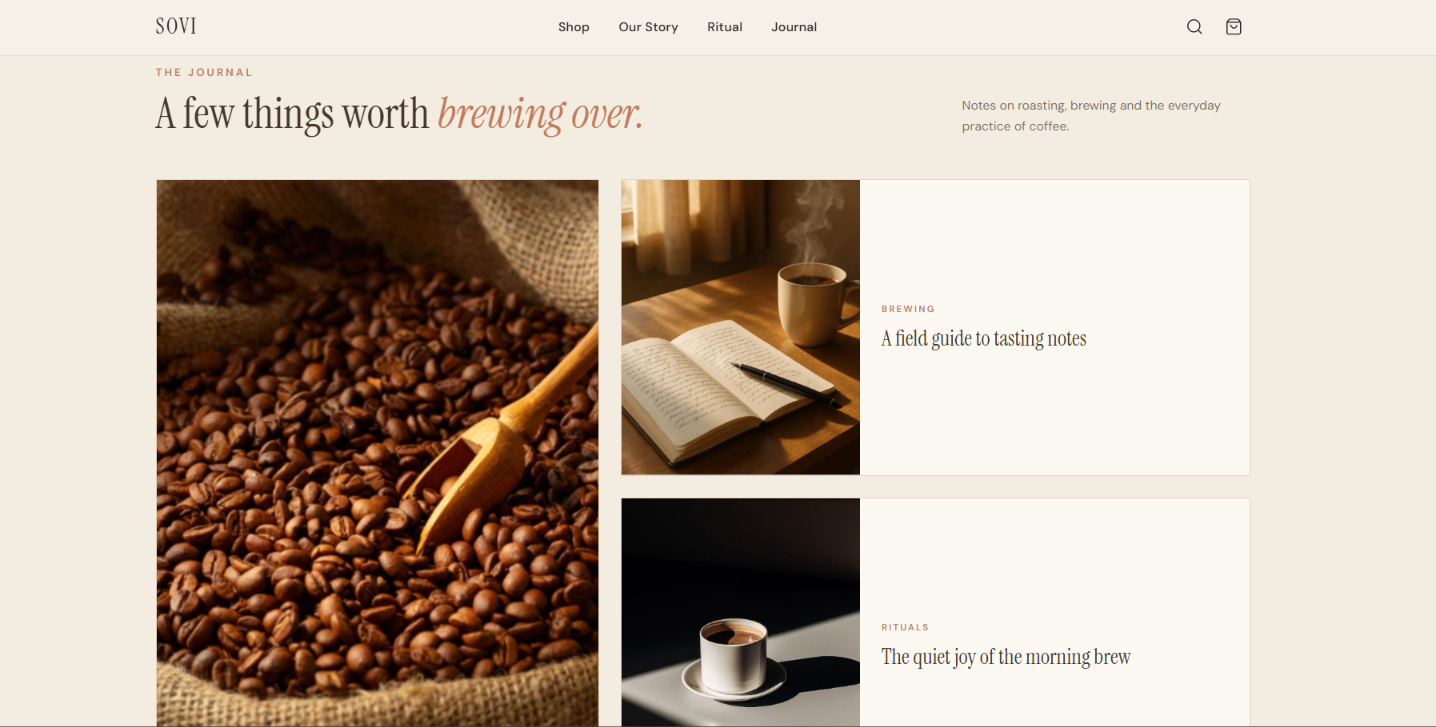 SOVI
Shop
Our Story
Ritual
Journal
THE JOURNAL
A few things worth brewing over.
Notes on roasting, brewing and the everyday
practice of coffee.
BREWING
A field guide to tasting notes
RITUALS
The quiet joy of the morning brew